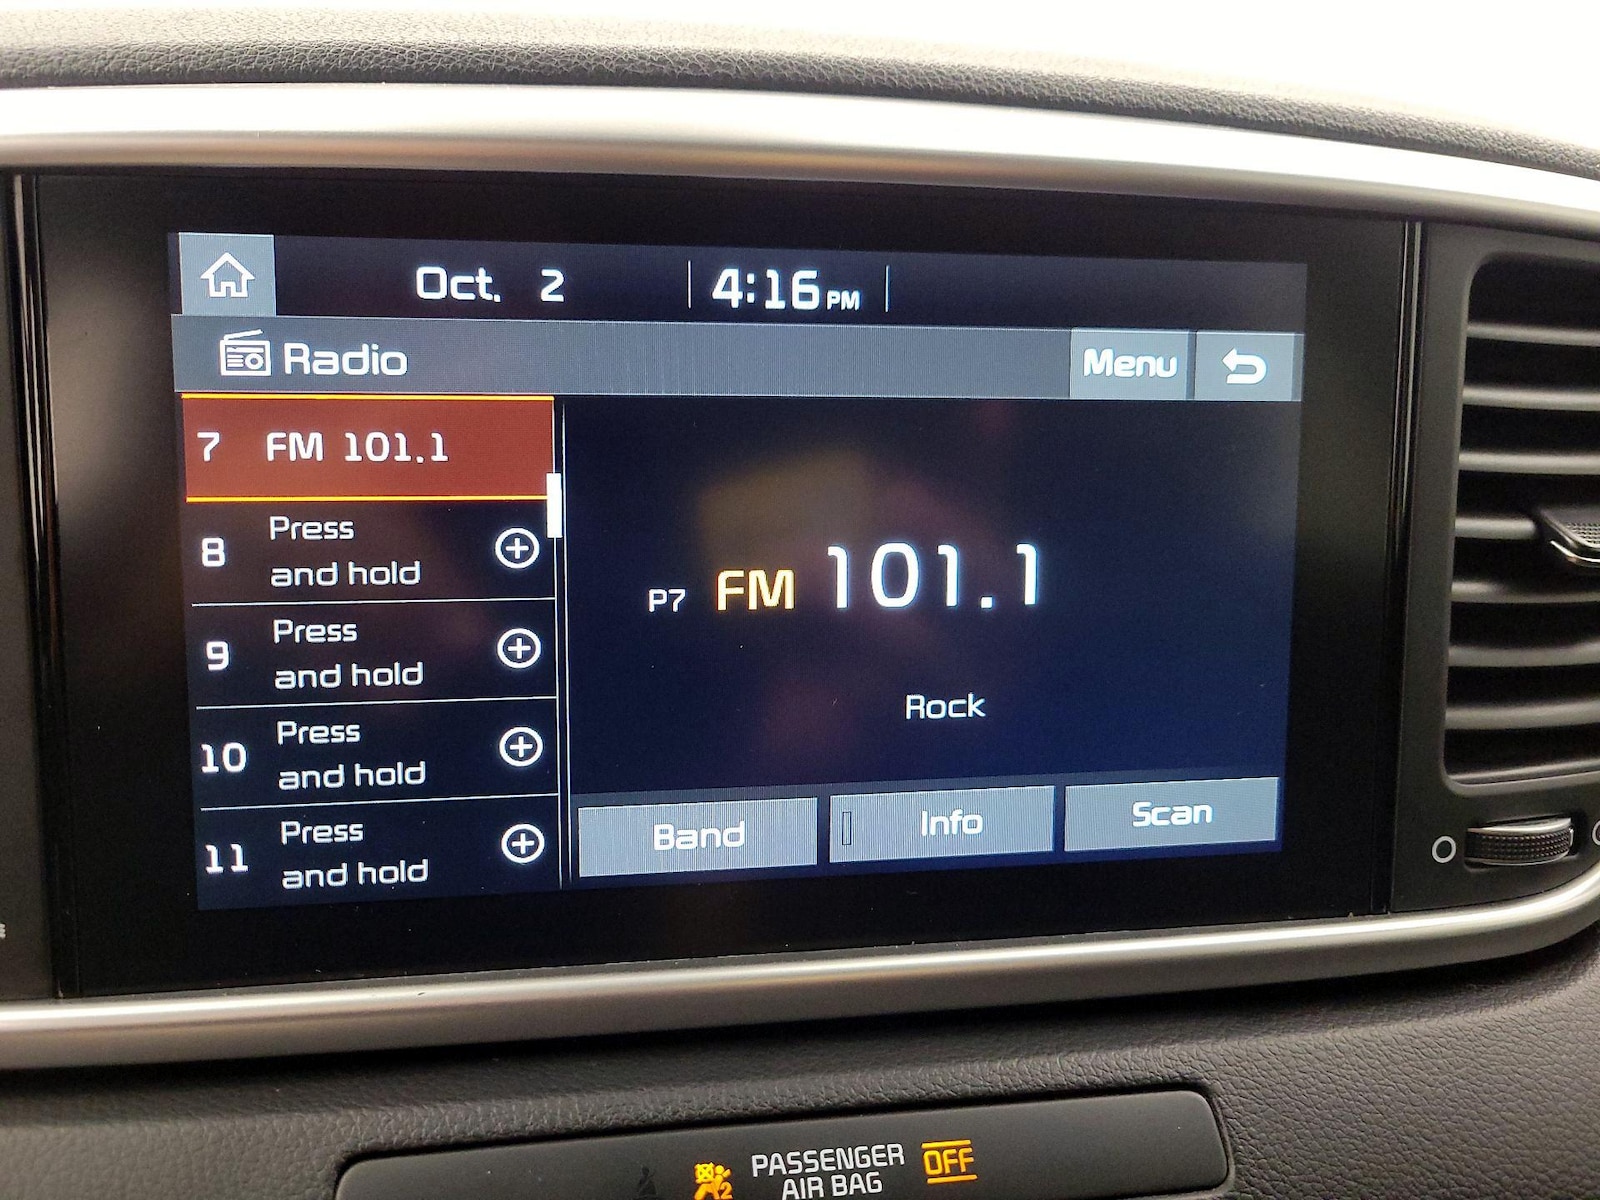 Oct. 2 4:16 PM
Radio
Menu
7 FM 101.1
8 Press
and hold
9 Press
and hold
10 Press
and hold
11 Press
and hold
P7 FM 101.1
Rock
Band Info Scan
PASSENGER
AIR BAG
OFF
2